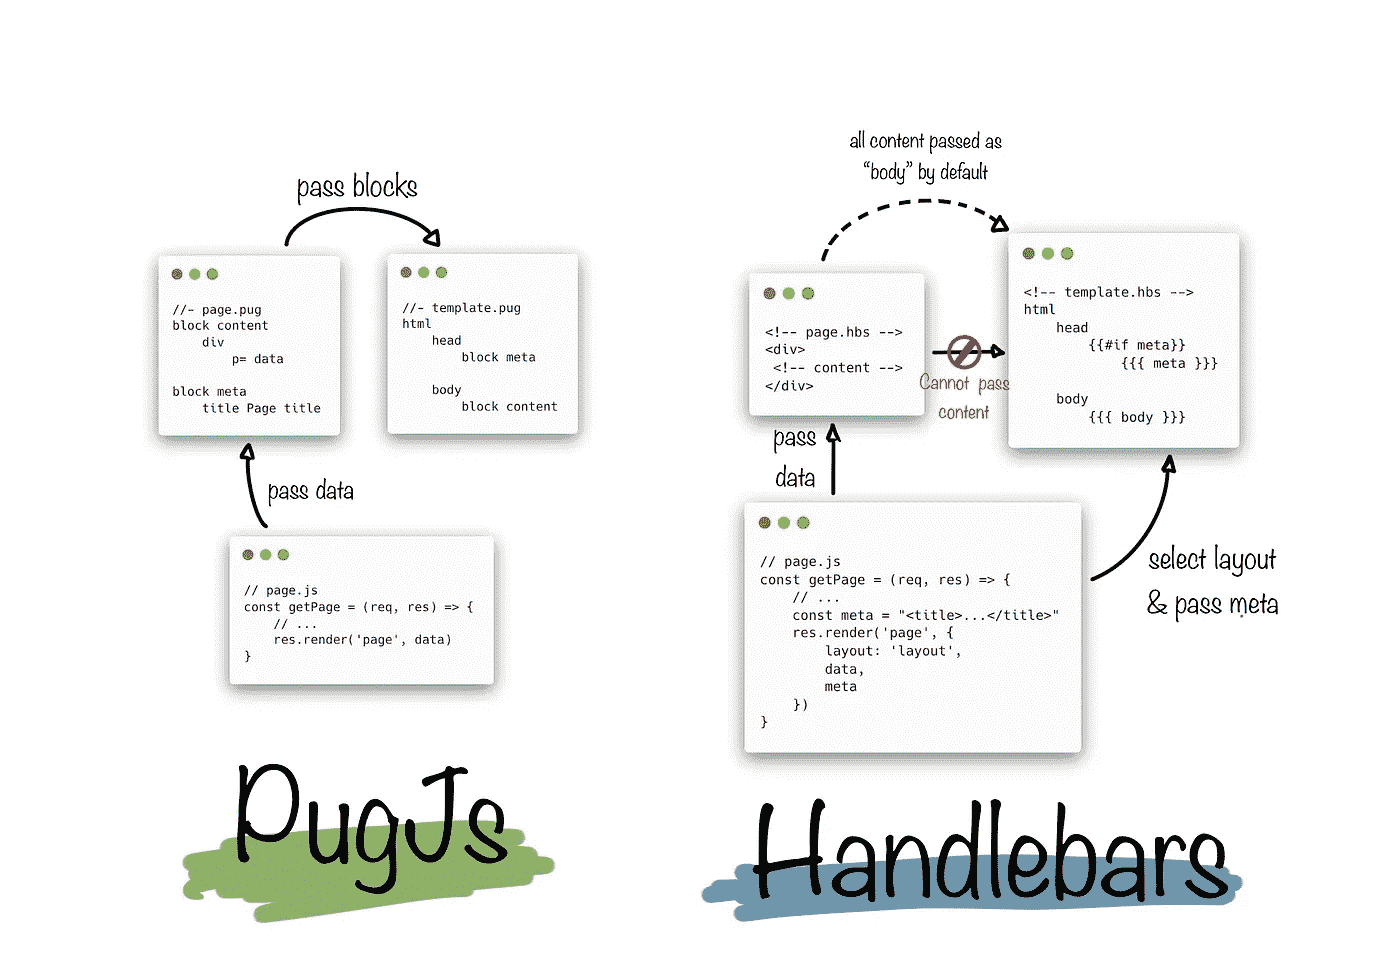 pass blocks
//- page.pug
block content
    div
        p= data
block meta
    title Page title
//- template.pug
html
    head
        block meta
    body
        block content
pass data
// page.js
const getPage = (req, res) => {
    // ...
    res.render('page', data)
}
PugJs
all content passed as
“body” by default
<!-- page.hbs -->
<div>
 <!-- content -->
</div>
Cannot pass
content
<!-- template.hbs -->
html
    head
        {{#if meta}}
            {{{ meta }}}
    body
        {{{ body }}}
pass
data
// page.js
const getPage = (req, res) => {
    // ...
    const meta = "<title>...</title>"
    res.render('page', {
        layout: 'layout',
        data,
        meta
    })
}
select layout
& pass meta
Handlebars